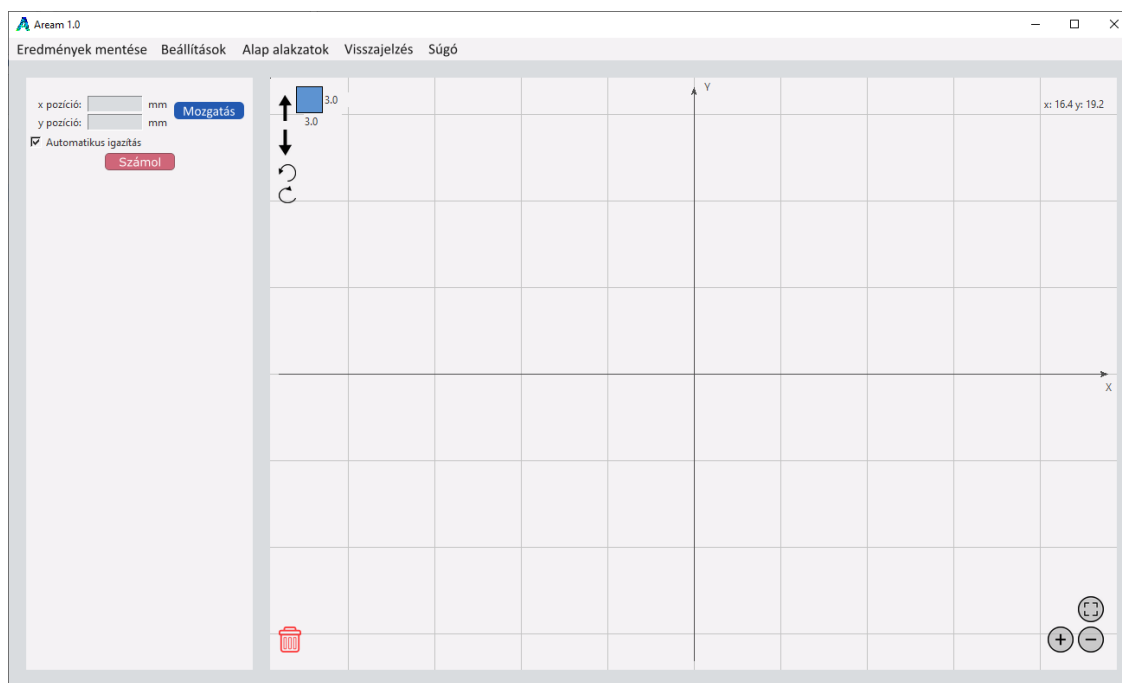 Aream 1.0
Eredmények mentése Beállítások Alap alakzatok Visszajelzés Súgó
x pozíció: mm
y pozíció: mm
Mozgatás
Automatikus igazítás
Számol
3.0
3.0
Y
x: 16.4 y: 19.2
X